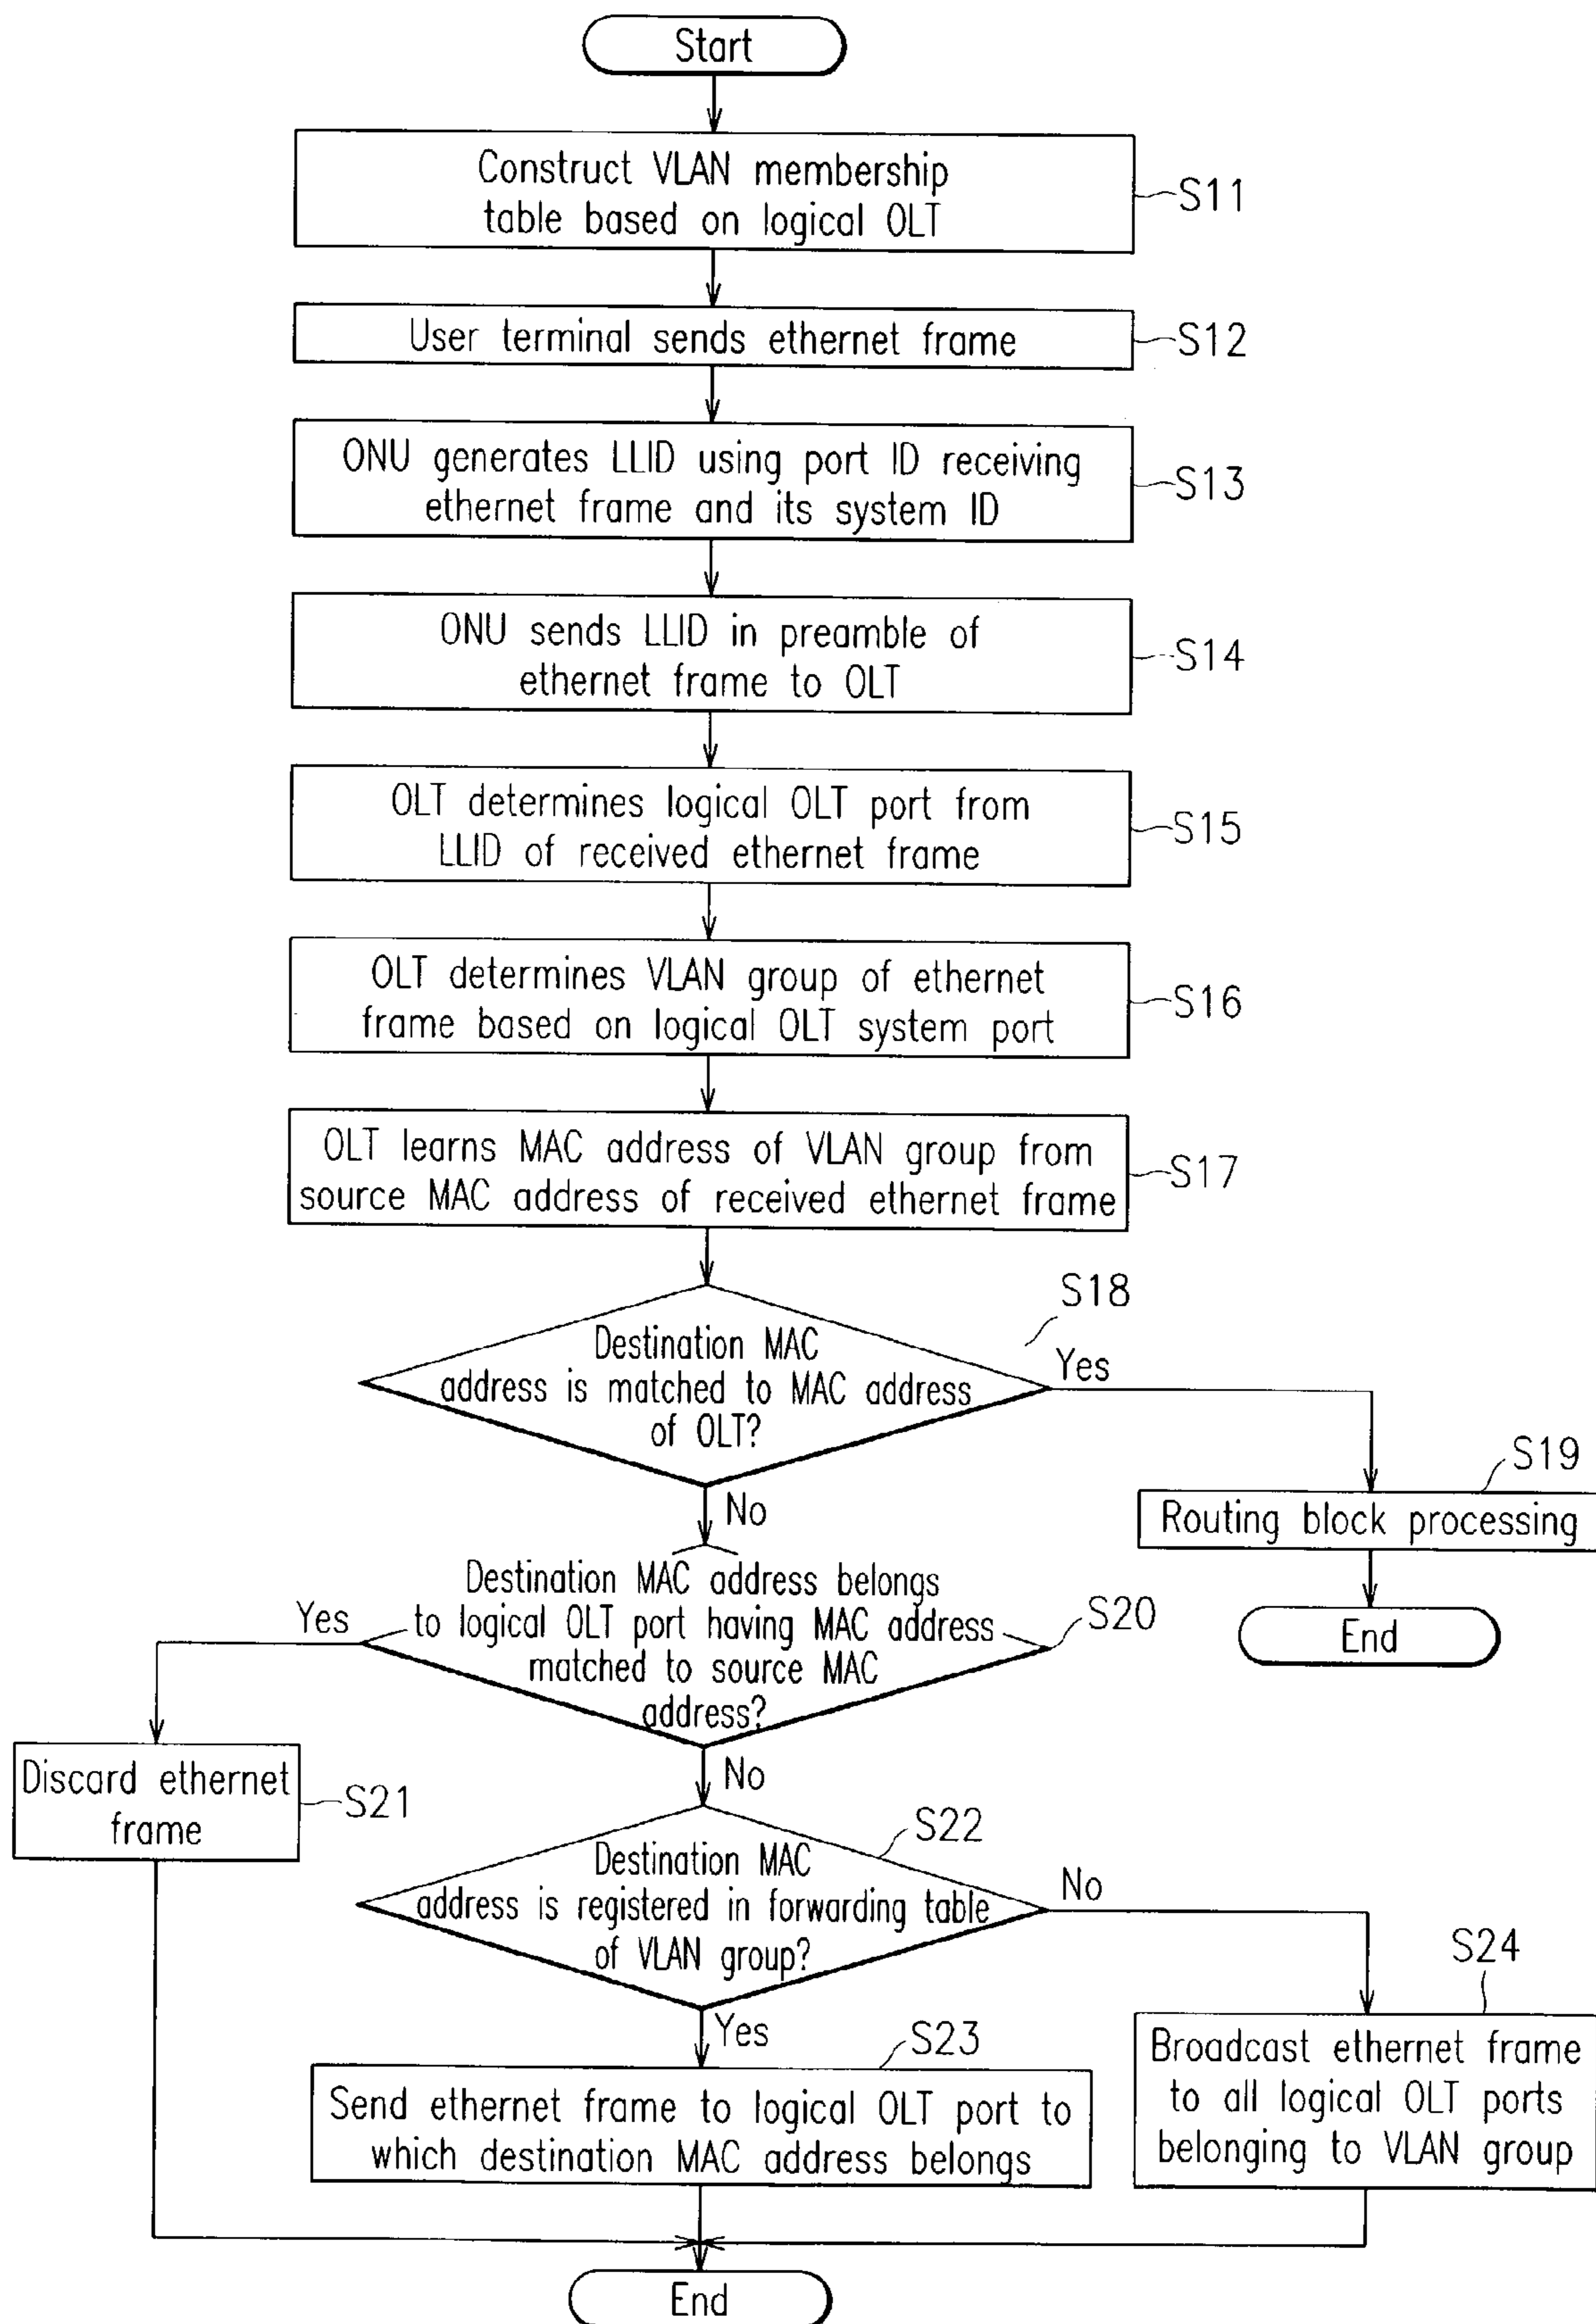 Start
Construct VLAN membership
table based on logical OLT
S11
User terminal sends ethernet frame
S12
ONU generates LLID using port ID receiving
ethernet frame and its system ID
S13
ONU sends LLID in preamble of
ethernet frame to OLT
S14
OLT determines logical OLT port from
LLID of received ethernet frame
S15
OLT determines VLAN group of ethernet
frame based on logical OLT system port
S16
OLT learns MAC address of VLAN group from
source MAC address of received ethernet frame
S17
S18
Destination MAC
address is matched to MAC address
of OLT?
Yes
No
S19
Routing block processing
End
Destination MAC address belongs
to logical OLT port having MAC address
matched to source MAC
address?
S20
Yes
No
Discard ethernet
frame
S21
S22
Destination MAC
address is registered in forwarding table
of VLAN group?
No
Yes
S23
Send ethernet frame to logical OLT port to
which destination MAC address belongs
S24
Broadcast ethernet frame
to all logical OLT ports
belonging to VLAN group
End